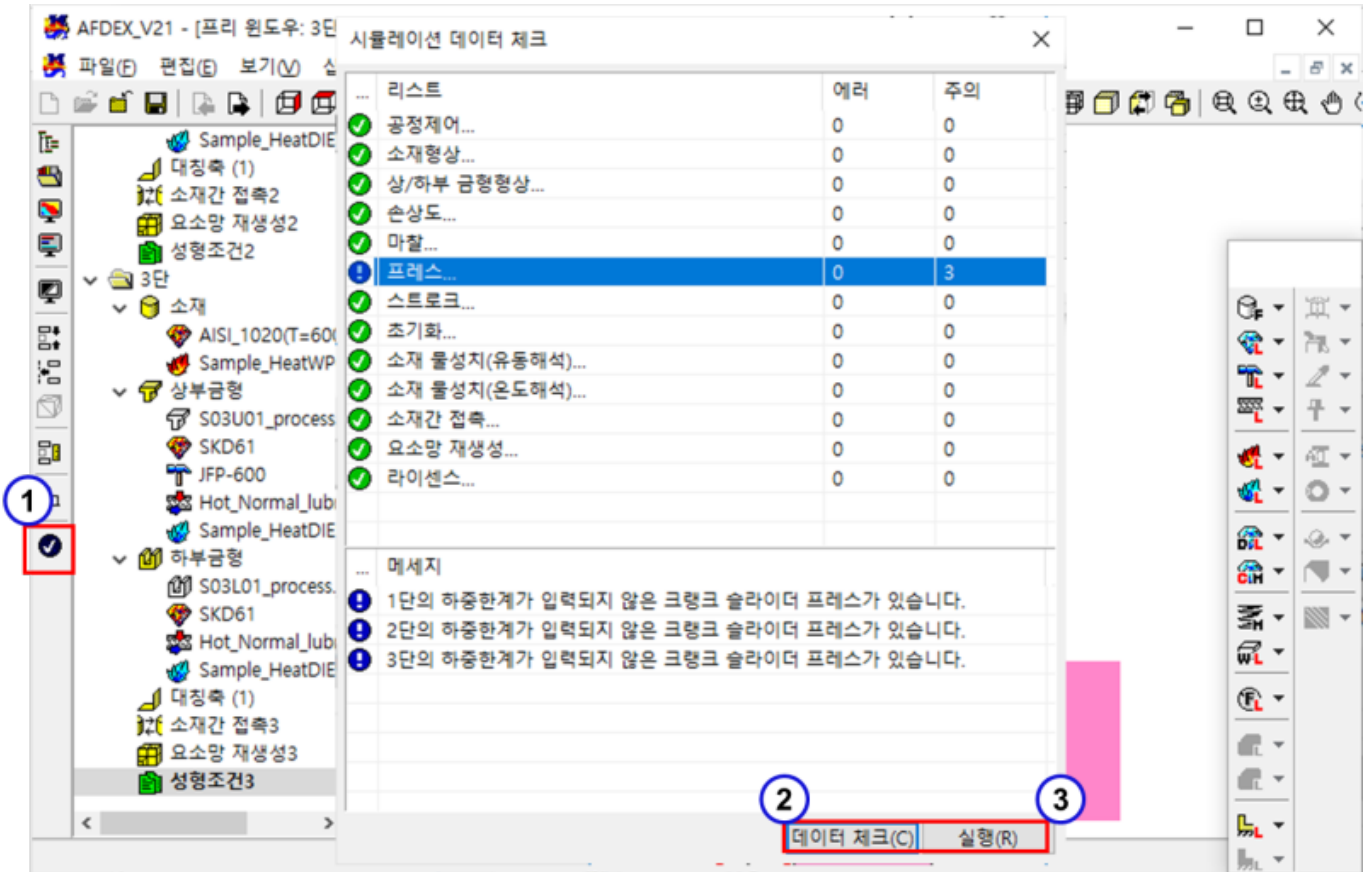 AFDEX_V21 - [프리 윈도우: 3단
파일(F) 편집(E) 보기(V)
Sample_HeatDIE
대칭축 (1)
소재간 접촉2
요소망 재생성2
성형조건2
3단
소재
AISI_1020(T=600
Sample_HeatWP
상부금형
S03U01_process
SKD61
JFP-600
Hot_Normal_lub
Sample_HeatDIE
하부금형
S03L01_process.
SKD61
Hot_Normal_lub
Sample_HeatDIE
대칭축 (1)
소재간 접촉3
요소망 재생성3
성형조건3
1
시뮬레이션 데이터 체크
... 리스트 에러 주의
공정제어... 0 0
소재형상... 0 0
상/하부 금형형상... 0 0
손상도... 0 0
마찰... 0 0
프레스... 0 3
스트로크... 0 0
초기화... 0 0
소재 물성치(유동해석)... 0 0
소재 물성치(온도해석)... 0 0
소재간 접촉... 0 0
요소망 재생성... 0 0
라이센스... 0 0
... 메세지
1단의 하중한계가 입력되지 않은 크랭크 슬라이더 프레스가 있습니다.
2단의 하중한계가 입력되지 않은 크랭크 슬라이더 프레스가 있습니다.
3단의 하중한계가 입력되지 않은 크랭크 슬라이더 프레스가 있습니다.
2 3
데이터 체크(C) 실행(R)